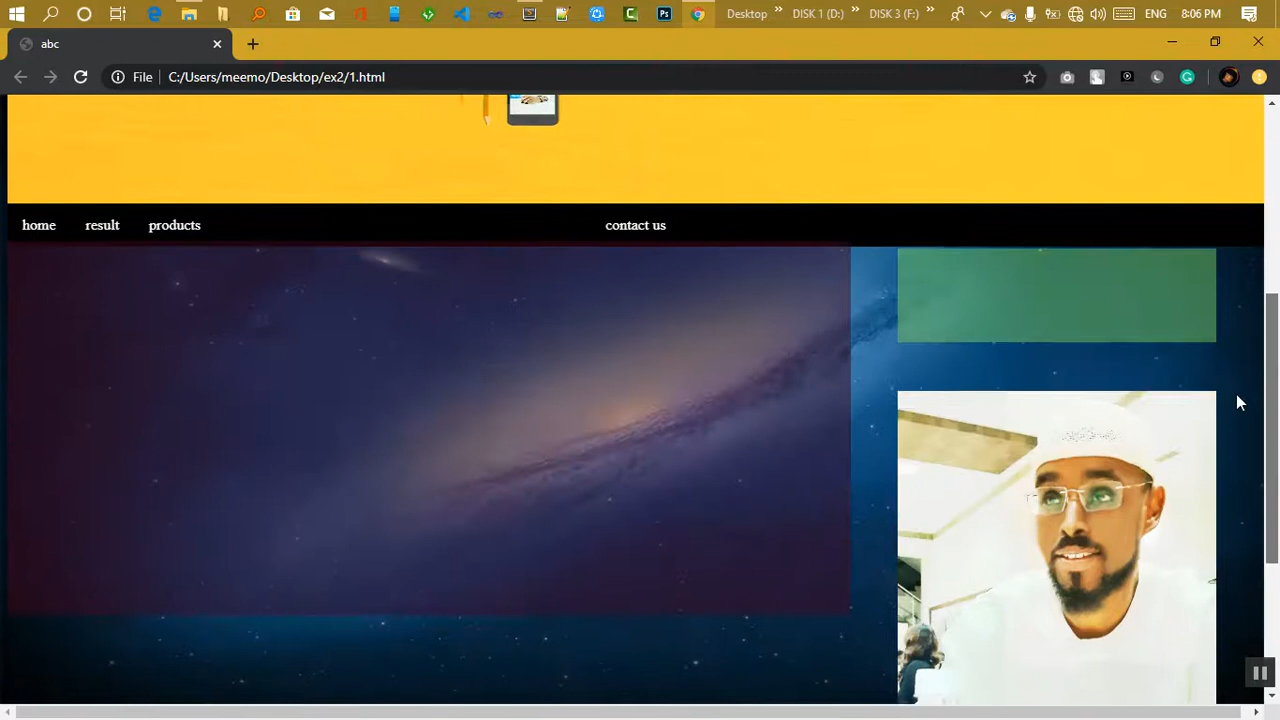 Desktop
DISK 1 (D:)
DISK 3 (F:)
ENG
8:06 PM
abc
File
C:/Users/meemo/Desktop/ex2/1.html
home
result
products
contact us